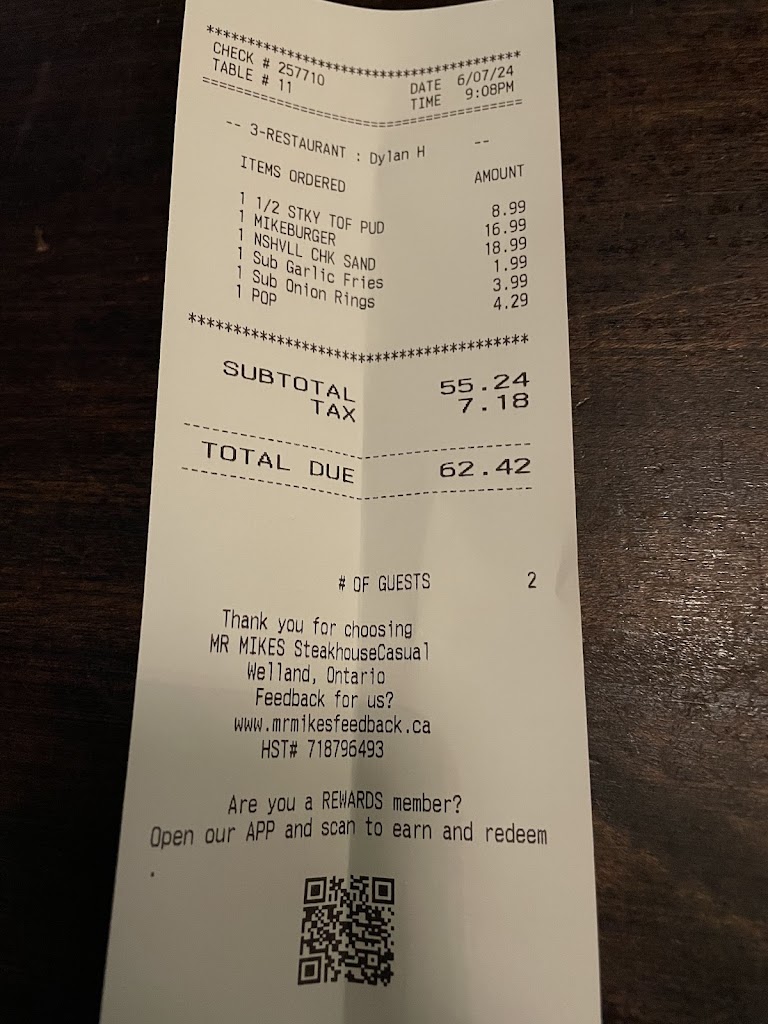 ****************************************
CHECK # 257710 DATE 6/07/24
TABLE # 11 TIME 9:08PM
========================================
-- 3-RESTAURANT : Dylan H --
ITEMS ORDERED AMOUNT
1 1/2 STKY TOF PUD 8.99
1 MIKEBURGER 16.99
1 NSHVLL CHK SAND 18.99
1 Sub Garlic Fries 1.99
1 Sub Onion Rings 3.99
1 POP 4.29
****************************************
SUBTOTAL 55.24
TAX 7.18
----------------------------------------
TOTAL DUE 62.42
----------------------------------------
# OF GUESTS 2
Thank you for choosing
MR MIKES SteakhouseCasual
Welland, Ontario
Feedback for us?
www.mrmikesfeedback.ca
HST# 718796493
Are you a REWARDS member?
Open our APP and scan to earn and redeem
.